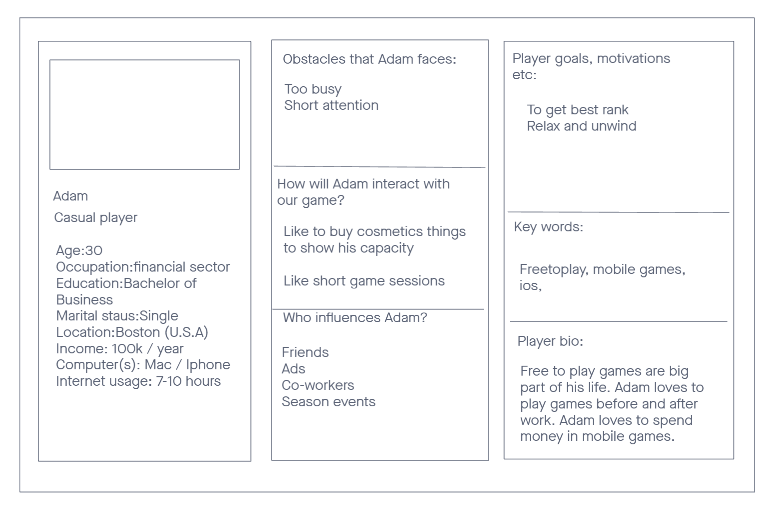 Adam
Casual player
Age:30
Occupation:financial sector
Education:Bachelor of
Business
Marital staus:Single
Location:Boston (U.S.A)
Income: 100k / year
Computer(s): Mac / Iphone
Internet usage: 7-10 hours
Obstacles that Adam faces:
Too busy
Short attention
How will Adam interact with
our game?
Like to buy cosmetics things
to show his capacity
Like short game sessions
Who influences Adam?
Friends
Ads
Co-workers
Season events
Player goals, motivations
etc:
To get best rank
Relax and unwind
Key words:
Freetoplay, mobile games,
ios,
Player bio:
Free to play games are big
part of his life. Adam loves to
play games before and after
work. Adam loves to spend
money in mobile games.